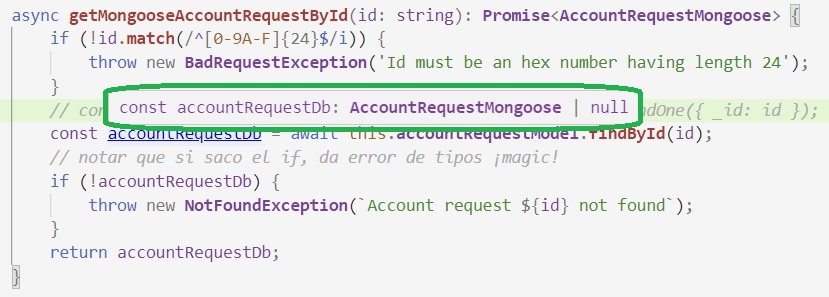 async getMongooseAccountRequestById(id: string): Promise<AccountRequestMongoose> {
    if (!id.match(/^[0-9A-F]{24}$/i)) {
        throw new BadRequestException('Id must be an hex number having length 24');
    }
    // con
const accountRequestDb: AccountRequestMongoose | null
ndOne({ _id: id });
    const accountRequestDb = await this.accountRequestModel.findById(id);
    // notar que si saco el if, da error de tipos ¡magic!
    if (!accountRequestDb) {
        throw new NotFoundException(`Account request ${id} not found`);
    }
    return accountRequestDb;
}